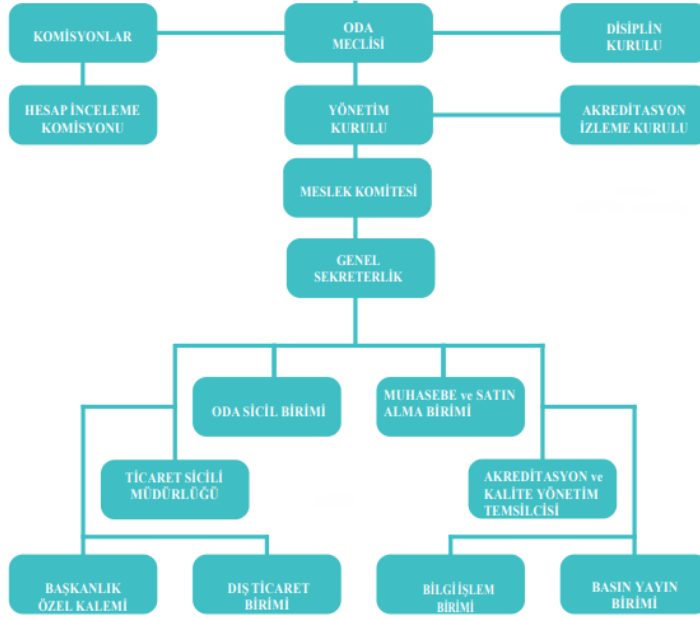 KOMİSYONLAR
ODA
MECLİSİ
DİSİPLİN
KURULU
HESAP İNCELEME
KOMİSYONU
YÖNETİM
KURULU
AKREDİTASYON
İZLEME KURULU
MESLEK KOMİTESİ
GENEL
SEKRETERLİK
ODA SİCİL BİRİMİ
MUHASEBE ve SATIN
ALMA BİRİMİ
TİCARET SİCİLİ
MÜDÜRLÜĞÜ
AKREDİTASYON ve
KALİTE YÖNETİM
TEMSİLCİSİ
BAŞKANLIK
ÖZEL KALEMİ
DIŞ TİCARET
BİRİMİ
BİLGİ İŞLEM
BİRİMİ
BASIN YAYIN
BİRİMİ